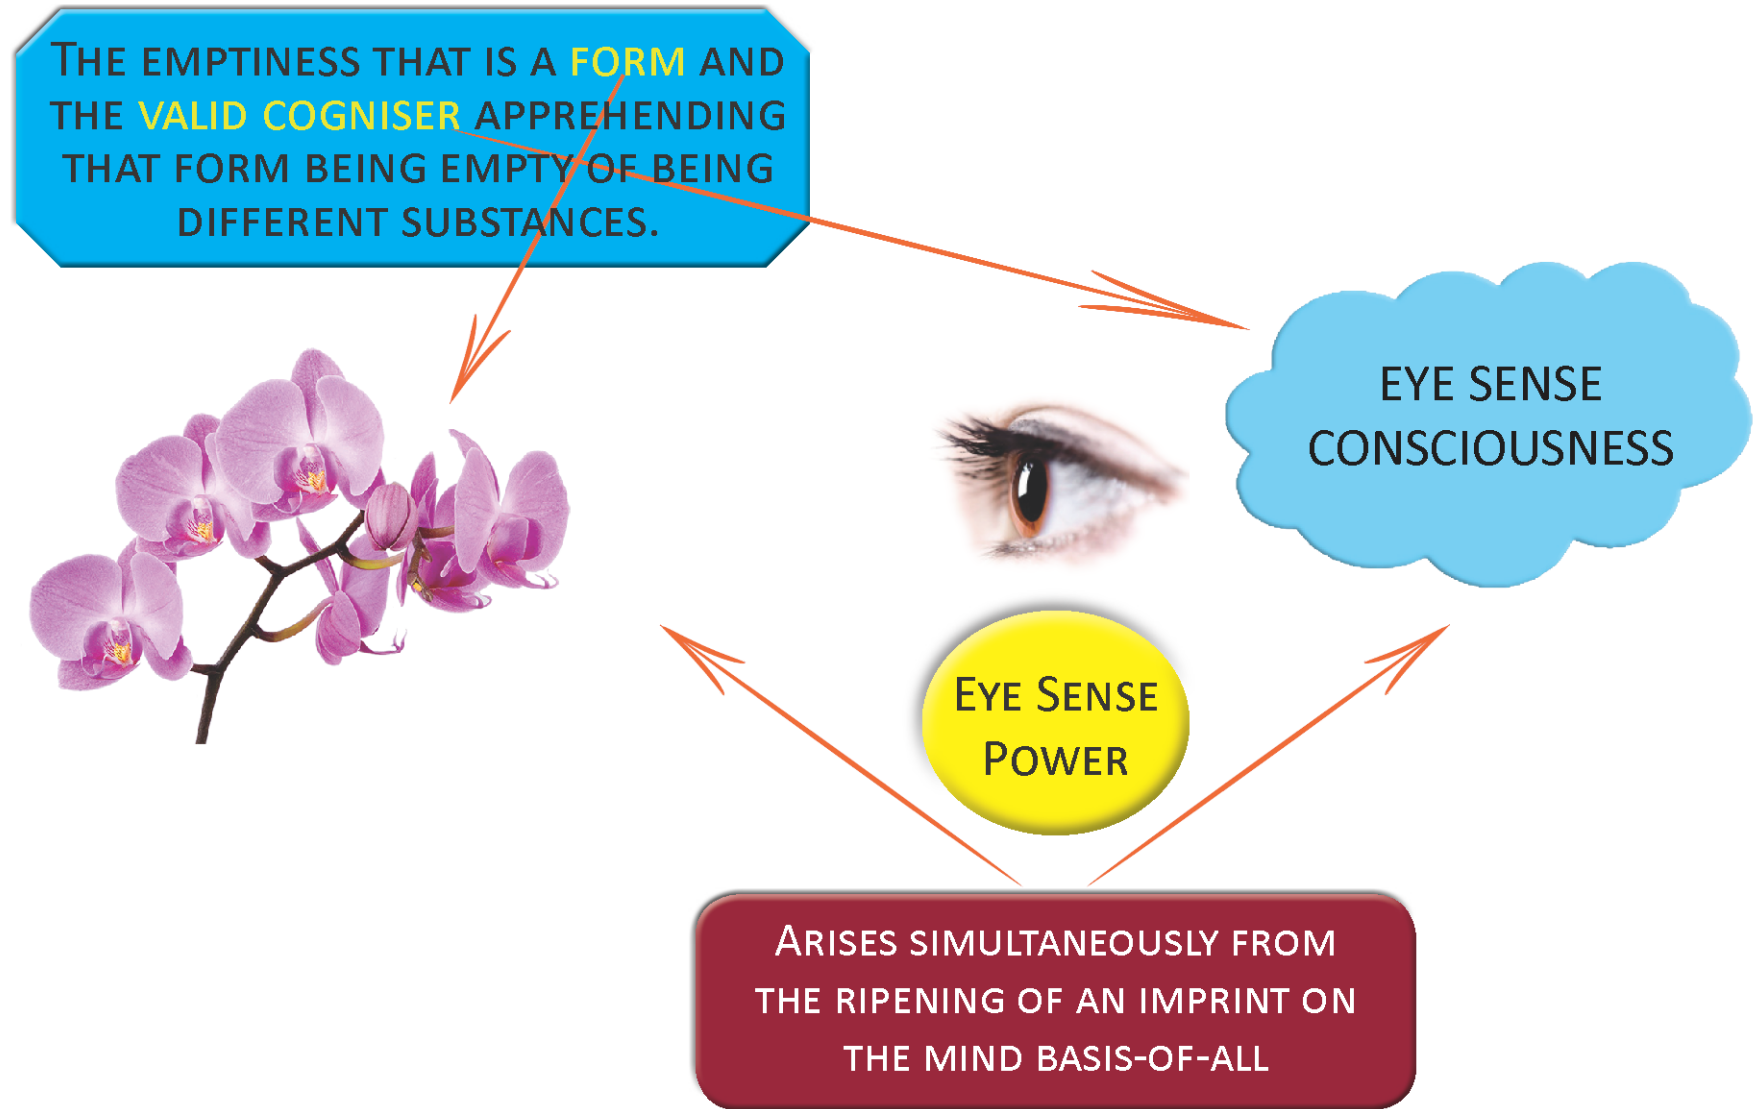 The emptiness that is a form and
the valid cogniser apprehending
that form being empty of being
different substances.
EYE SENSE
CONSCIOUSNESS
Eye Sense
Power
Arises simultaneously from
the ripening of an imprint on
the mind basis-of-all